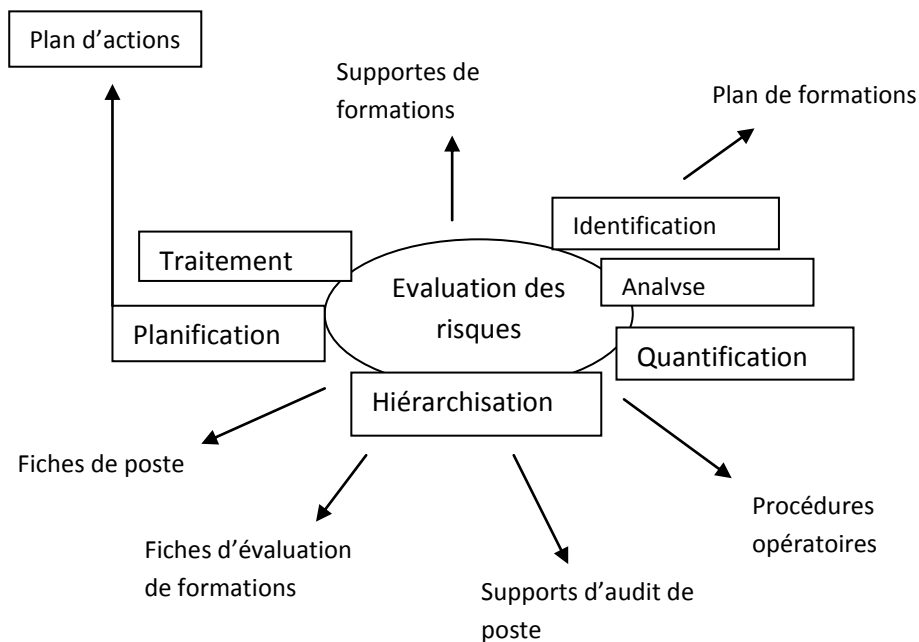 Plan d’actions
Supportes de
formations
Plan de formations
Identification
Traitement
Evaluation des
risques
Analvse
Planification
Quantification
Hiérarchisation
Fiches de poste
Procédures
opératoires
Fiches d’évaluation
de formations
Supports d’audit de
poste